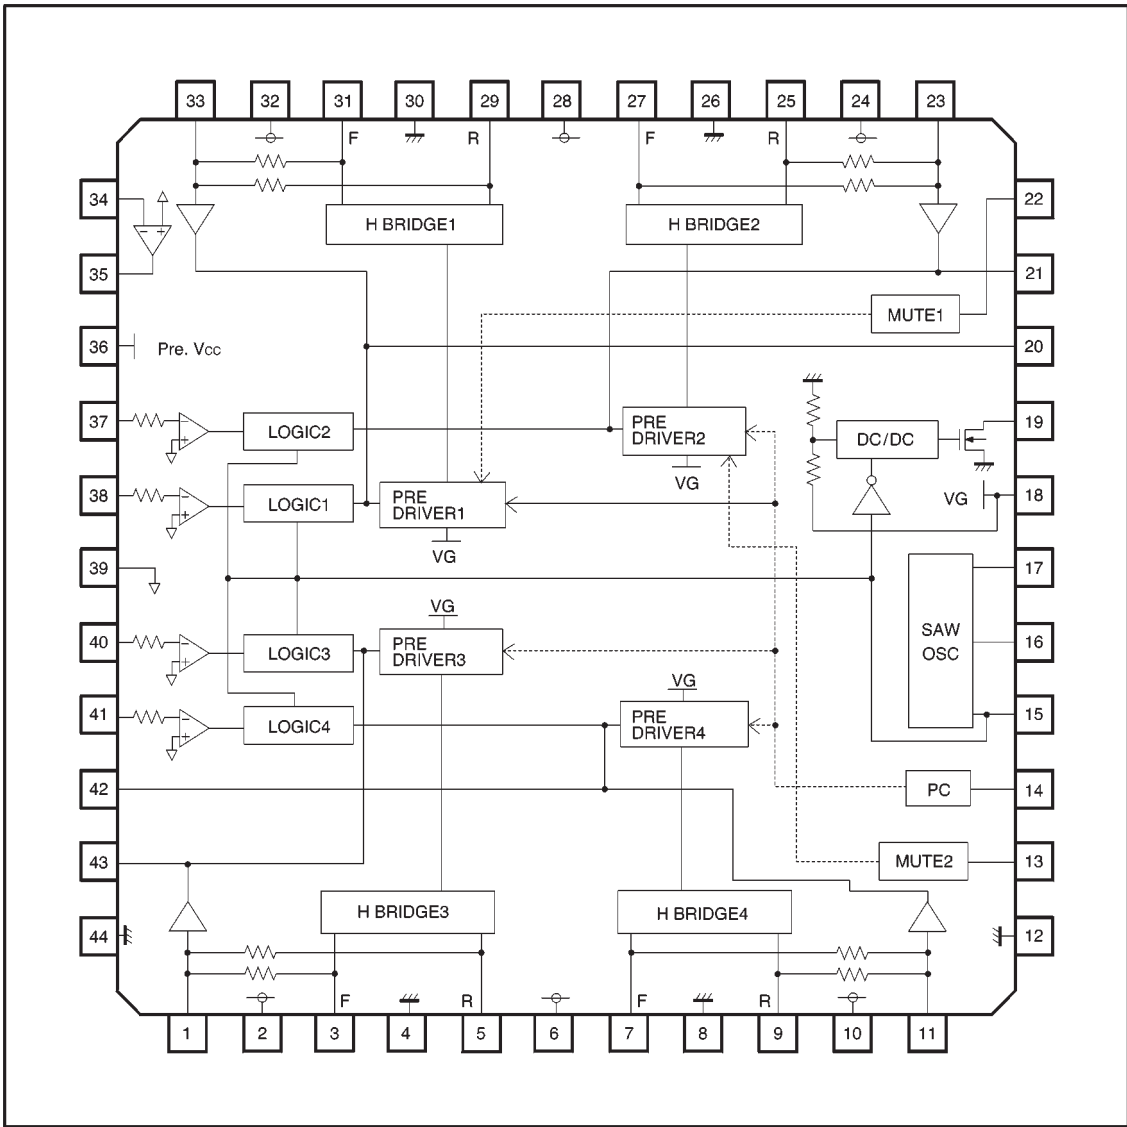 33 32 31 30 29 28 27 26 25 24 23
F R F R
34 22
H BRIDGE1 H BRIDGE2
− +
35 21
MUTE1
36 Pre. Vcc 20
37 − + LOGIC2 PRE DRIVER2 DC/DC 19
VG
38 − + LOGIC1 PRE DRIVER1 VG 18
VG
39 17
VG
40 − + LOGIC3 PRE DRIVER3 SAW OSC 16
VG
41 − + LOGIC4 PRE DRIVER4 15
42 PC 14
43 MUTE2 13
H BRIDGE3 H BRIDGE4
44 12
F R F R
1 2 3 4 5 6 7 8 9 10 11